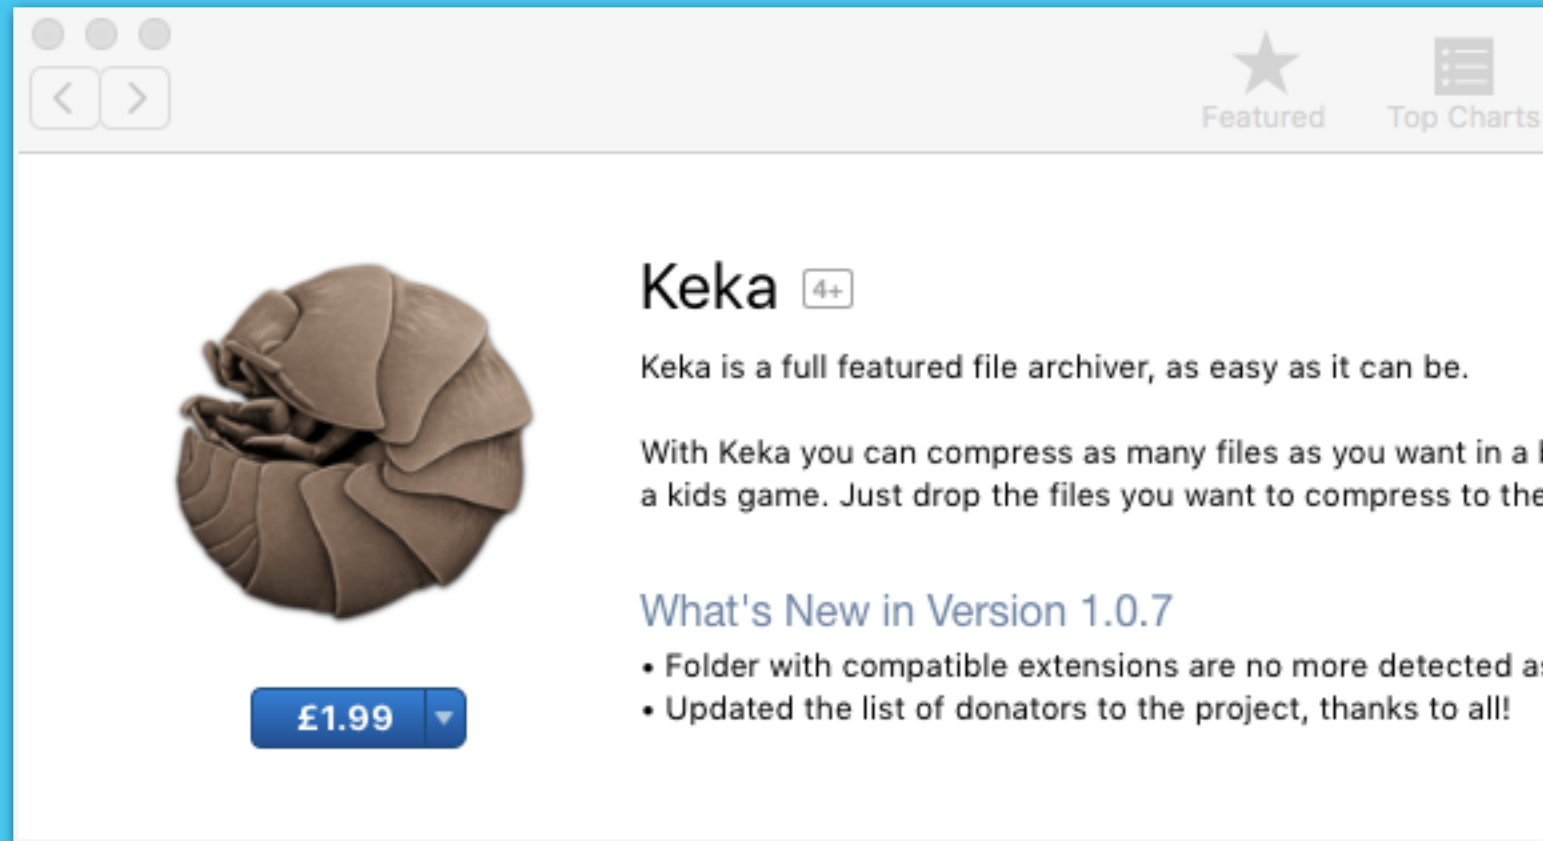 Featured
Top Charts
Keka 4+
Keka is a full featured file archiver, as easy as it can be.
With Keka you can compress as many files as you want in a
a kids game. Just drop the files you want to compress to the
What's New in Version 1.0.7
• Folder with compatible extensions are no more detected as
• Updated the list of donators to the project, thanks to all!
£1.99